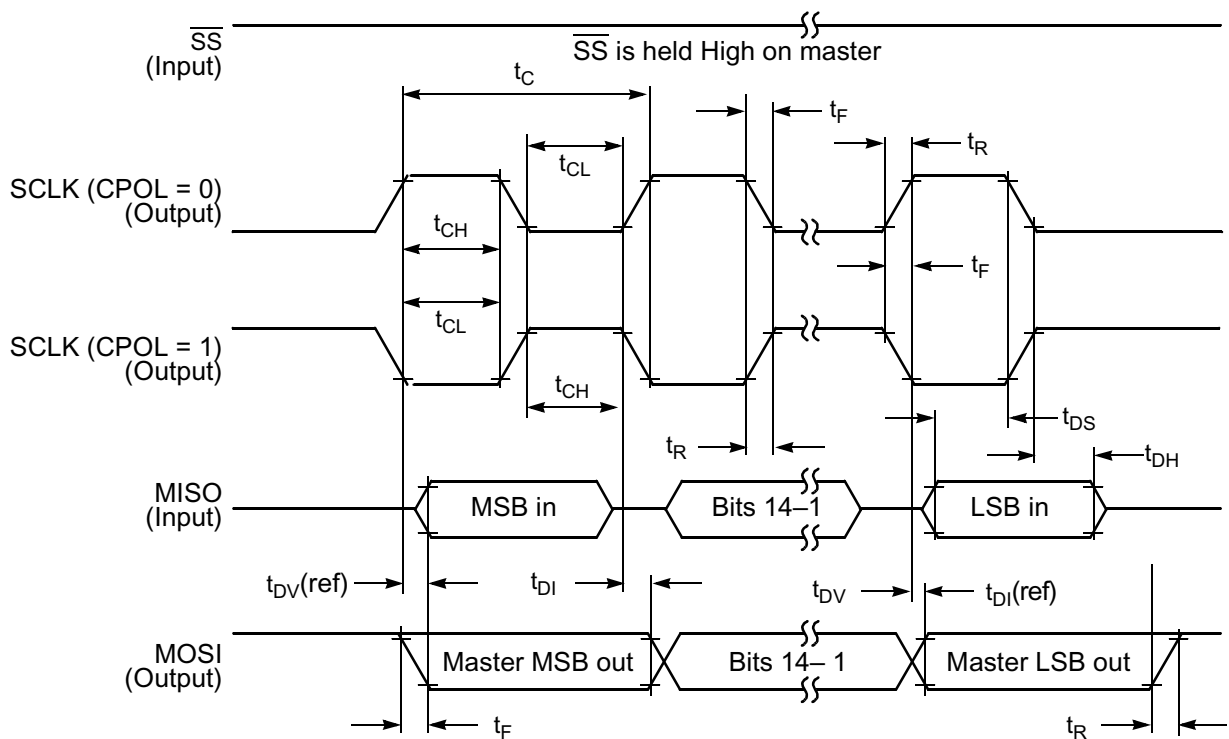 SS
(Input)
SS is held High on master
tC
tF
tR
tCL
SCLK (CPOL = 0)
(Output)
tCH
tF
tCL
SCLK (CPOL = 1)
(Output)
tCH
tDS
tR
tDH
MISO
(Input)
MSB in
Bits 14–1
LSB in
tDV(ref)
tDI
tDV
tDI(ref)
MOSI
(Output)
Master MSB out
Bits 14– 1
Master LSB out
tF
tR